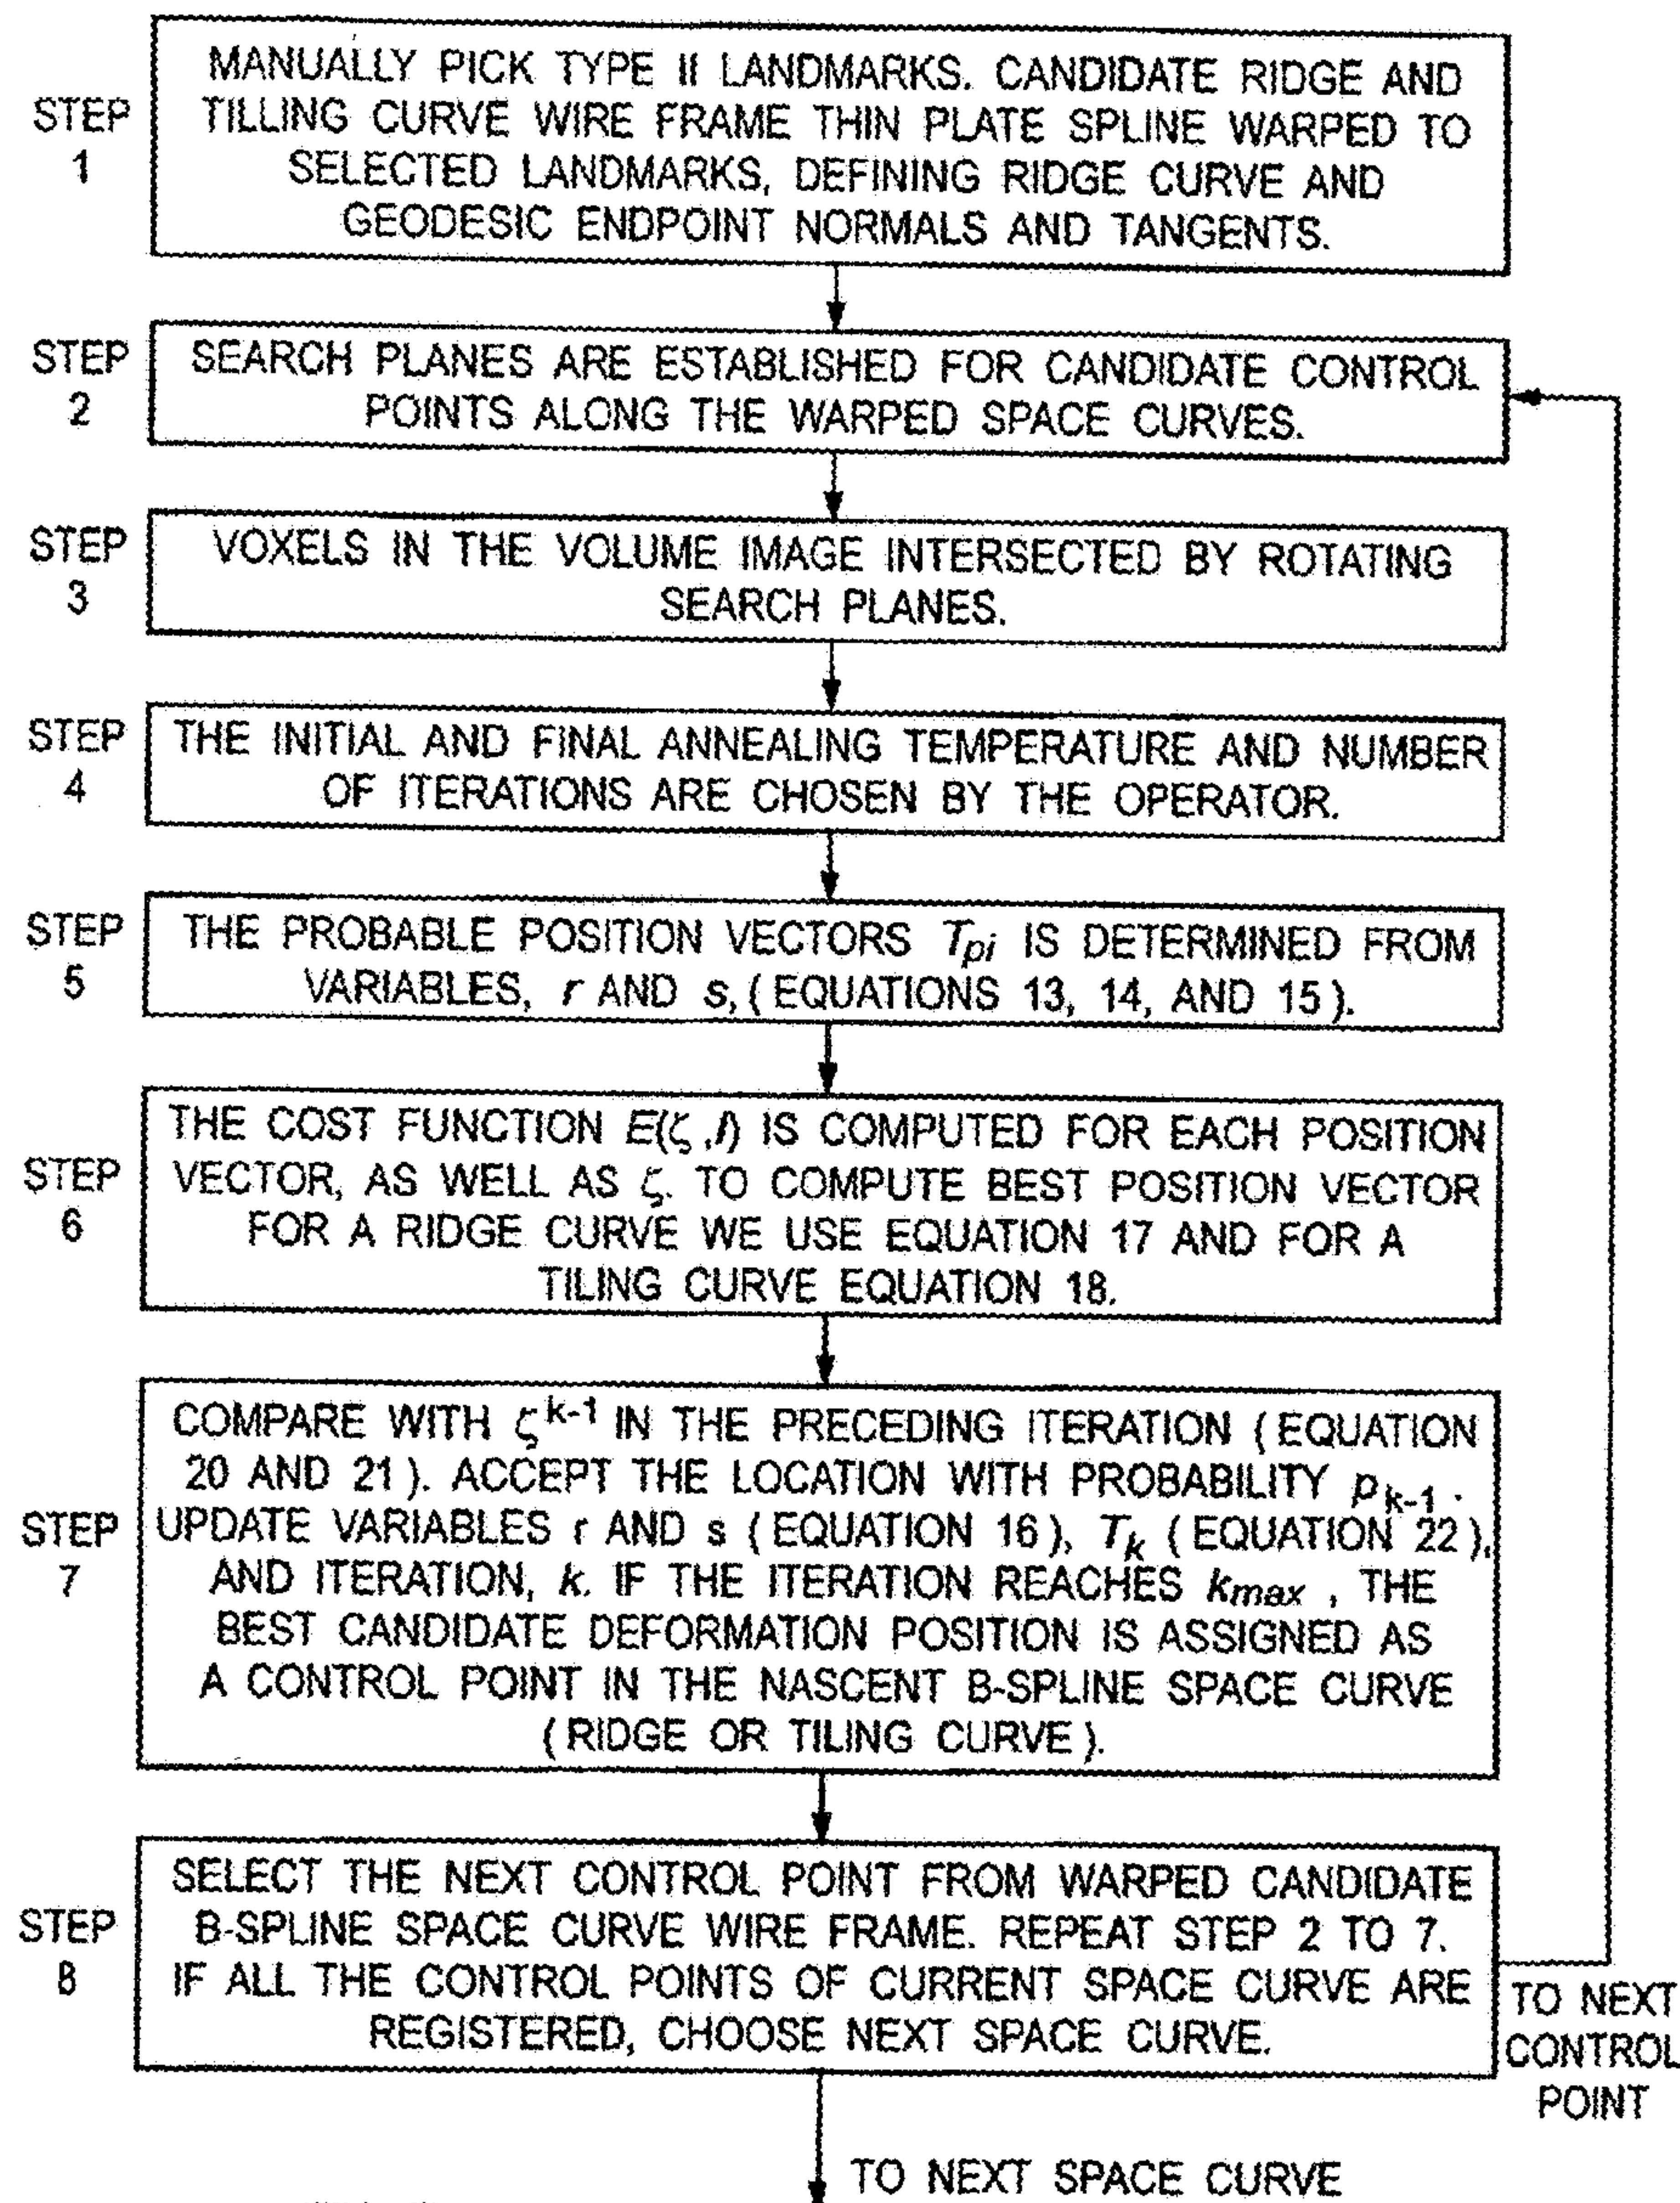 STEP
1
MANUALLY PICK TYPE II LANDMARKS. CANDIDATE RIDGE AND
TILLING CURVE WIRE FRAME THIN PLATE SPLINE WARPED TO
SELECTED LANDMARKS, DEFINING RIDGE CURVE AND
GEODESIC ENDPOINT NORMALS AND TANGENTS.
STEP
2
SEARCH PLANES ARE ESTABLISHED FOR CANDIDATE CONTROL
POINTS ALONG THE WARPED SPACE CURVES.
STEP
3
VOXELS IN THE VOLUME IMAGE INTERSECTED BY ROTATING
SEARCH PLANES.
STEP
4
THE INITIAL AND FINAL ANNEALING TEMPERATURE AND NUMBER
OF ITERATIONS ARE CHOSEN BY THE OPERATOR.
STEP
5
THE PROBABLE POSITION VECTORS T_{pi} IS DETERMINED FROM
VARIABLES, r AND s, (EQUATIONS 13, 14, AND 15).
STEP
6
THE COST FUNCTION E(ζ,I) IS COMPUTED FOR EACH POSITION
VECTOR, AS WELL AS ζ. TO COMPUTE BEST POSITION VECTOR
FOR A RIDGE CURVE WE USE EQUATION 17 AND FOR A
TILING CURVE EQUATION 18.
STEP
7
COMPARE WITH ζ^{k-1} IN THE PRECEDING ITERATION (EQUATION
20 AND 21). ACCEPT THE LOCATION WITH PROBABILITY p_{k-1}.
UPDATE VARIABLES r AND s (EQUATION 16), T_k (EQUATION 22),
AND ITERATION, k. IF THE ITERATION REACHES k_{max}, THE
BEST CANDIDATE DEFORMATION POSITION IS ASSIGNED AS
A CONTROL POINT IN THE NASCENT B-SPLINE SPACE CURVE
(RIDGE OR TILING CURVE).
STEP
8
SELECT THE NEXT CONTROL POINT FROM WARPED CANDIDATE
B-SPLINE SPACE CURVE WIRE FRAME. REPEAT STEP 2 TO 7.
IF ALL THE CONTROL POINTS OF CURRENT SPACE CURVE ARE
REGISTERED, CHOOSE NEXT SPACE CURVE.
TO NEXT
CONTROL
POINT
TO NEXT SPACE CURVE